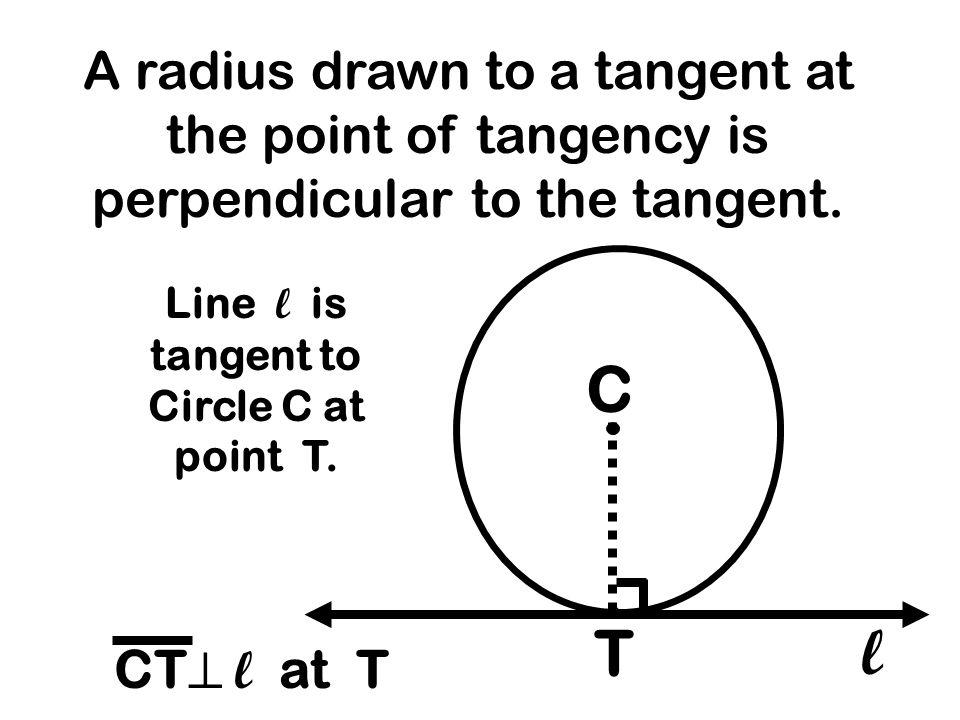 A radius drawn to a tangent at
the point of tangency is
perpendicular to the tangent.
Line ℓ is
tangent to
Circle C at
point T.
C
T
ℓ
CT⊥ℓ at T